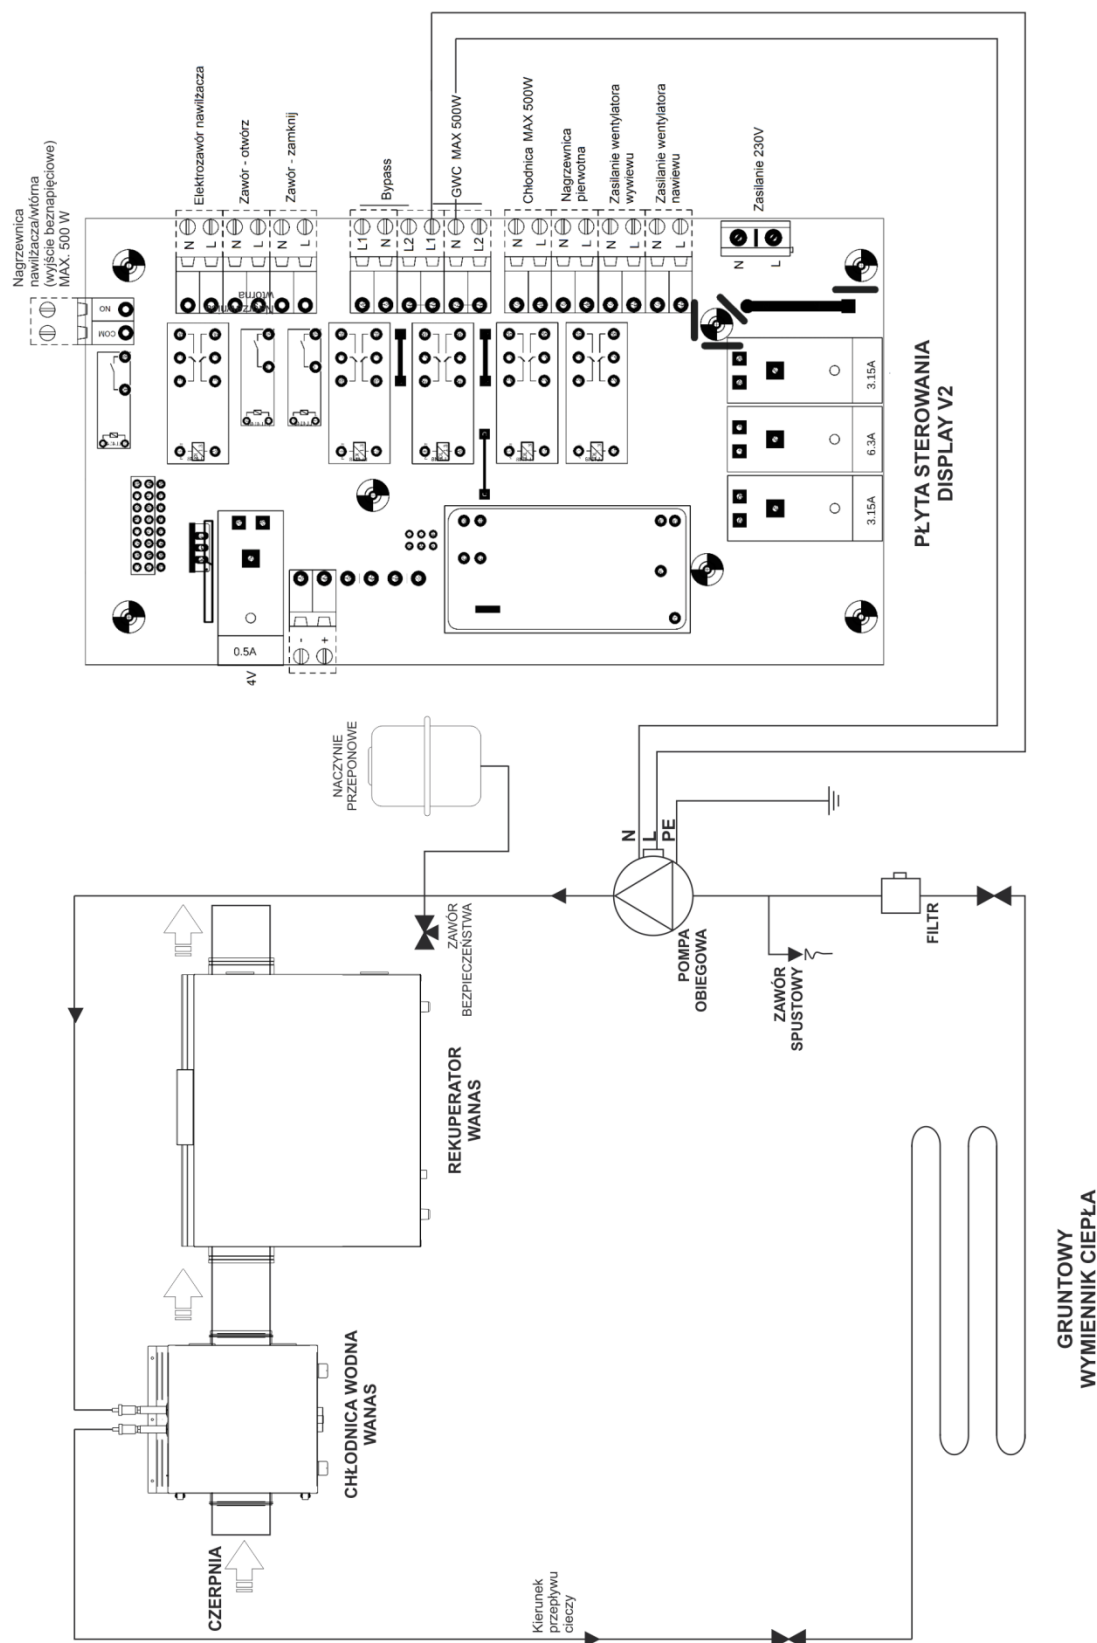 Nagrzewnica
nawilżacza/wtórna
(wyjście beznapięciowe)
MAX. 500 W
Elektrozawór nawilżacza
Zawór - otwórz
Zawór - zamknij
Bypass
GWC MAX 500W
Chłodnica MAX 500W
Nagrzewnica
pierwotna
Zasilanie wentylatora
wywiewu
Zasilanie wentylatora
nawiewu
Zasilanie 230V
COM
NO
N
L
N
L
N
L
L1
N
L2
L1
N
L2
N
L
N
L
N
L
N
L
N
L
Nagrzewnica
wtórna
3.15A
6.3A
3.15A
0.5A
4V
-
+
PŁYTA STEROWANIA
DISPLAY V2
NACZYNIE
PRZEPONOWE
N
L
PE
ZAWÓR
BEZPIECZEŃSTWA
POMPA
OBIEGOWA
ZAWÓR
SPUSTOWY
FILTR
REKUPERATOR
WANAS
CHŁODNICA WODNA
WANAS
CZERPNIA
Kierunek
przepływu
cieczy
GRUNTOWY
WYMIENNIK CIEPŁA